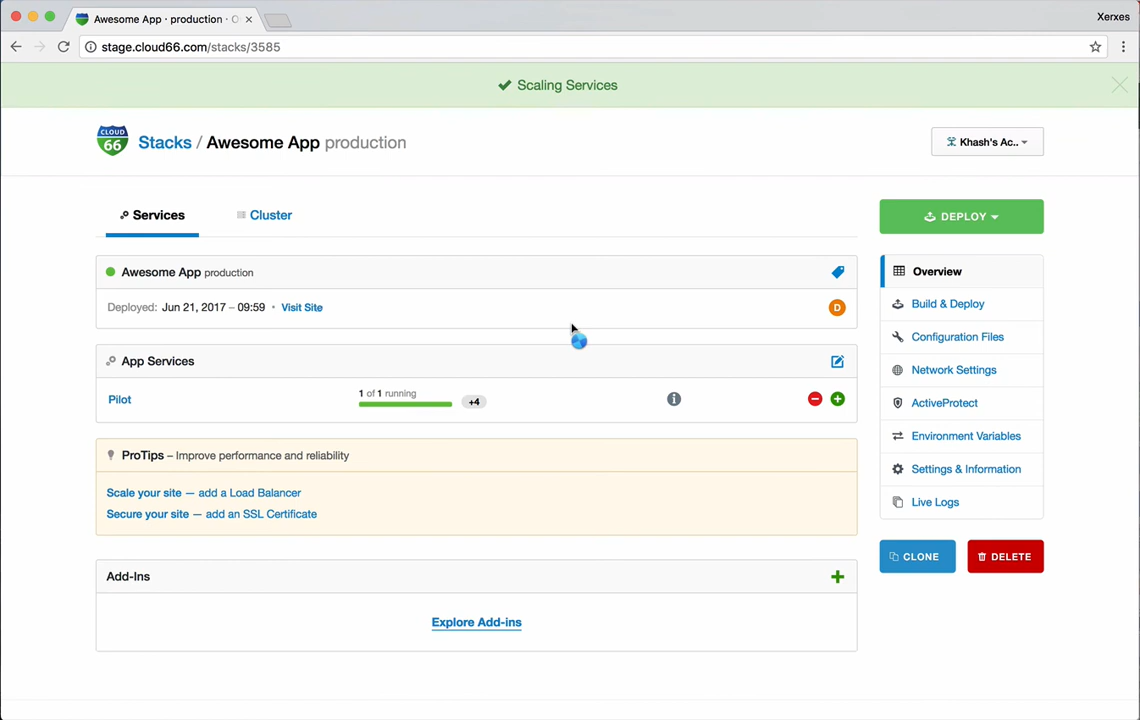 Awesome App · production ·
Xerxes
stage.cloud66.com/stacks/3585
Scaling Services
CLOUD
66
Stacks / Awesome App production
Khash's Ac..
Services
Cluster
DEPLOY
Awesome App production
Deployed: Jun 21, 2017 – 09:59 • Visit Site
D
App Services
Pilot
1 of 1 running
+4
ProTips – Improve performance and reliability
Scale your site — add a Load Balancer
Secure your site — add an SSL Certificate
Add-Ins
Explore Add-ins
Overview
Build & Deploy
Configuration Files
Network Settings
ActiveProtect
Environment Variables
Settings & Information
Live Logs
CLONE
DELETE